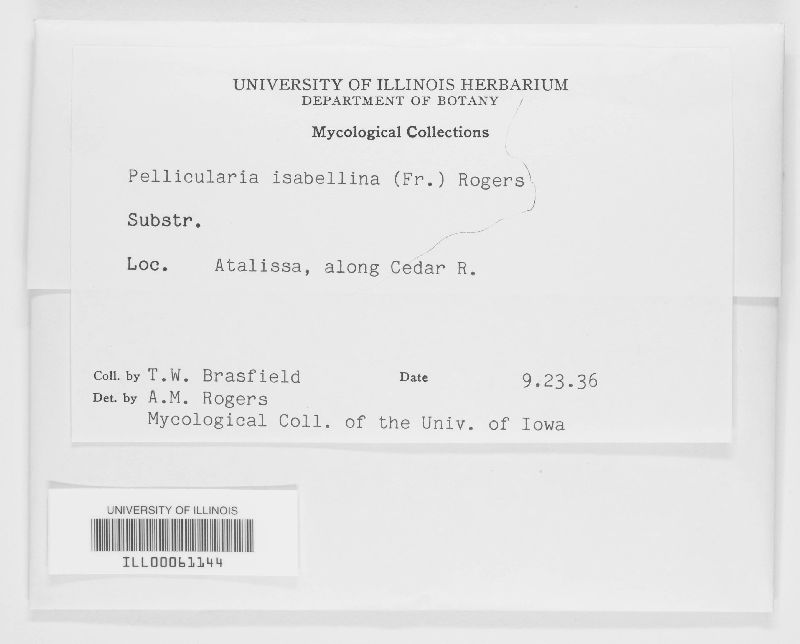 UNIVERSITY OF ILLINOIS HERBARIUM
DEPARTMENT OF BOTANY
Mycological Collections
Pellicularia isabellina (Fr.) Rogers
Substr.
Loc. Atalissa, along Cedar R.
Coll. by T.W. Brasfield Date 9.23.36
Det. by A.M. Rogers
Mycological Coll. of the Univ. of Iowa
UNIVERSITY OF ILLINOIS
ILL00061144